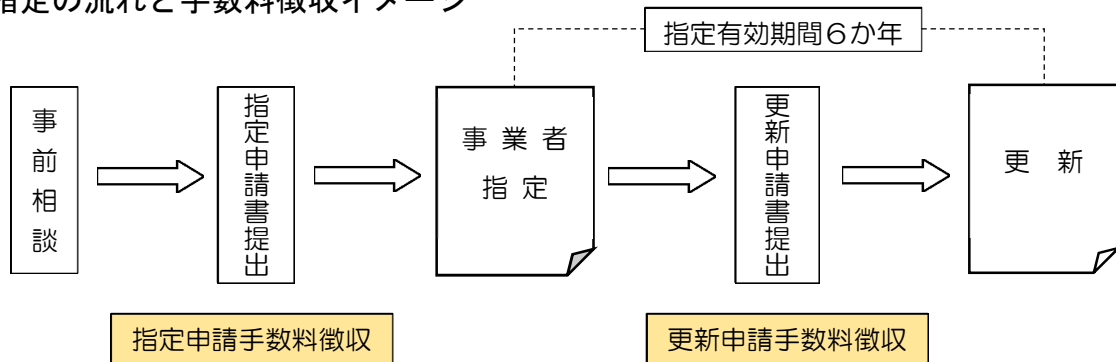 指定の流れと手数料徴収イメージ
指定有効期間6か年
事前相談
指定申請書提出
事業者
指定
更新申請書提出
更新
指定申請手数料徴収
更新申請手数料徴収